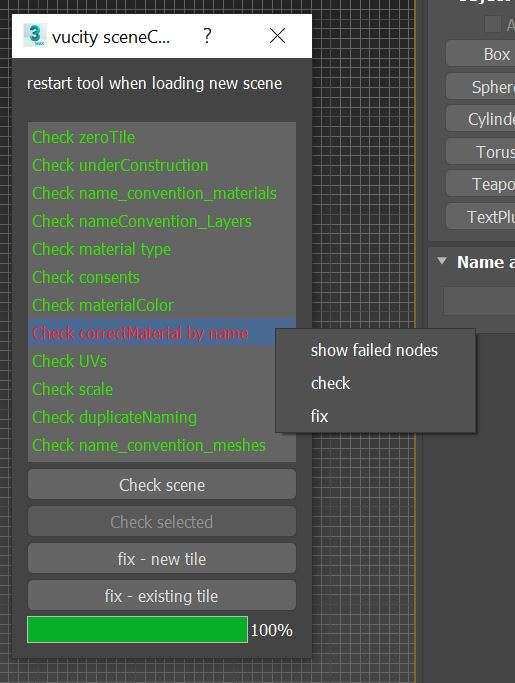 vucity sceneC... ?
restart tool when loading new scene
Check zeroTile
Check underConstruction
Check name_convention_materials
Check nameConvention_Layers
Check material type
Check consents
Check materialColor
Check correctMaterial by name
Check UVs
Check scale
Check duplicateNaming
Check name_convention_meshes
show failed nodes
check
fix
Check scene
Check selected
fix - new tile
fix - existing tile
100%
Box
Sphere
Cylinde
Torus
Teapo
TextPlu
Name a